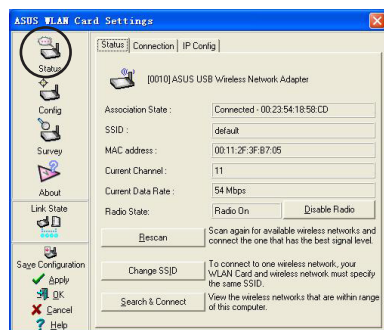 ASUS WLAN Card Settings
Status
Config
Survey
About
Link State
Save Configuration
Apply
OK
Cancel
Help
Status Connection IP Config
[0010] ASUS USB Wireless Network Adapter
Association State : Connected - 00:23:54:18:58:CD
SSID : default
MAC address : 00:11:2F:3F:B7:05
Current Channel : 11
Current Data Rate : 54 Mbps
Radio State: Radio On Disable Radio
Rescan
Scan again for available wireless networks and
connect the one that has the best signal level.
Change SSID
To connect to one wireless network, your
WLAN Card and wireless network must specify
the same SSID.
Search & Connect
View the wireless networks that are within range
of this computer.